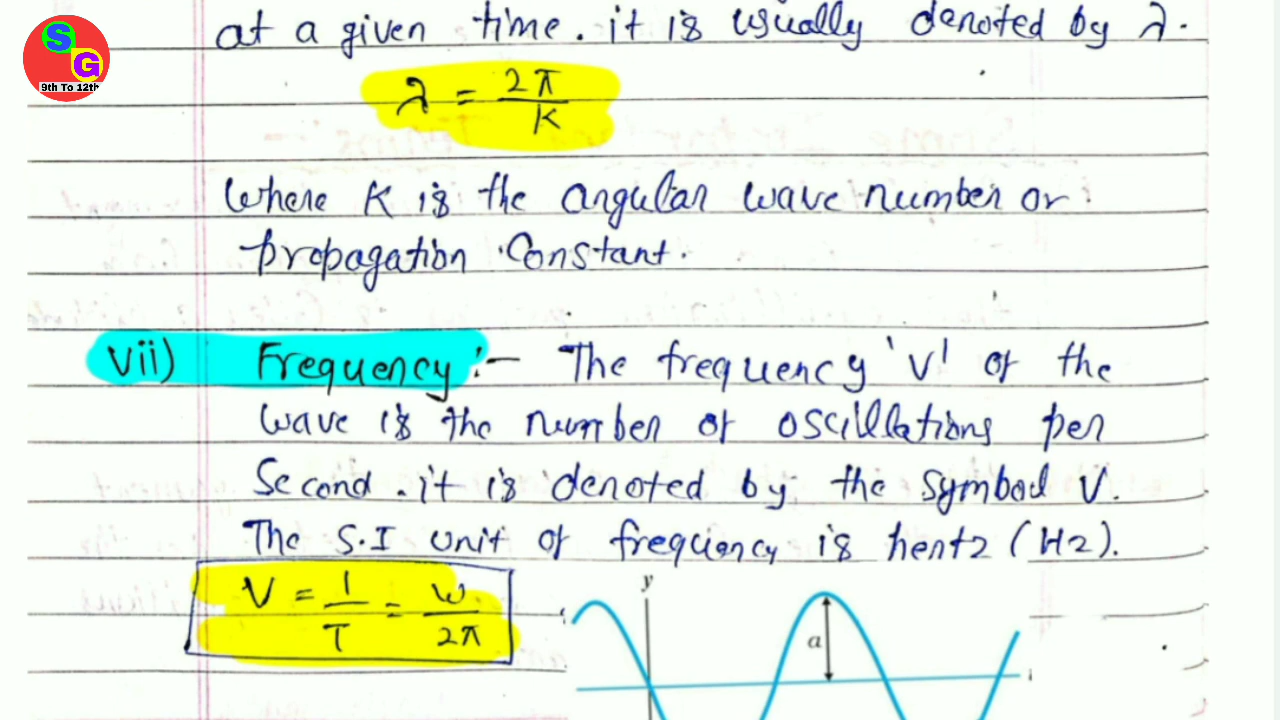 SG
9th To 12th
at a given time. it is usually denoted by λ.
λ = 2π/K
Where K is the angular wave number or
propagation constant.
vii) Frequency :- The frequency 'ν' of the
wave is the number of oscillations per
Second. it is denoted by the symbol ν.
The S.I unit of frequency is hertz (Hz).
ν = 1/T = ω/2π
y
a